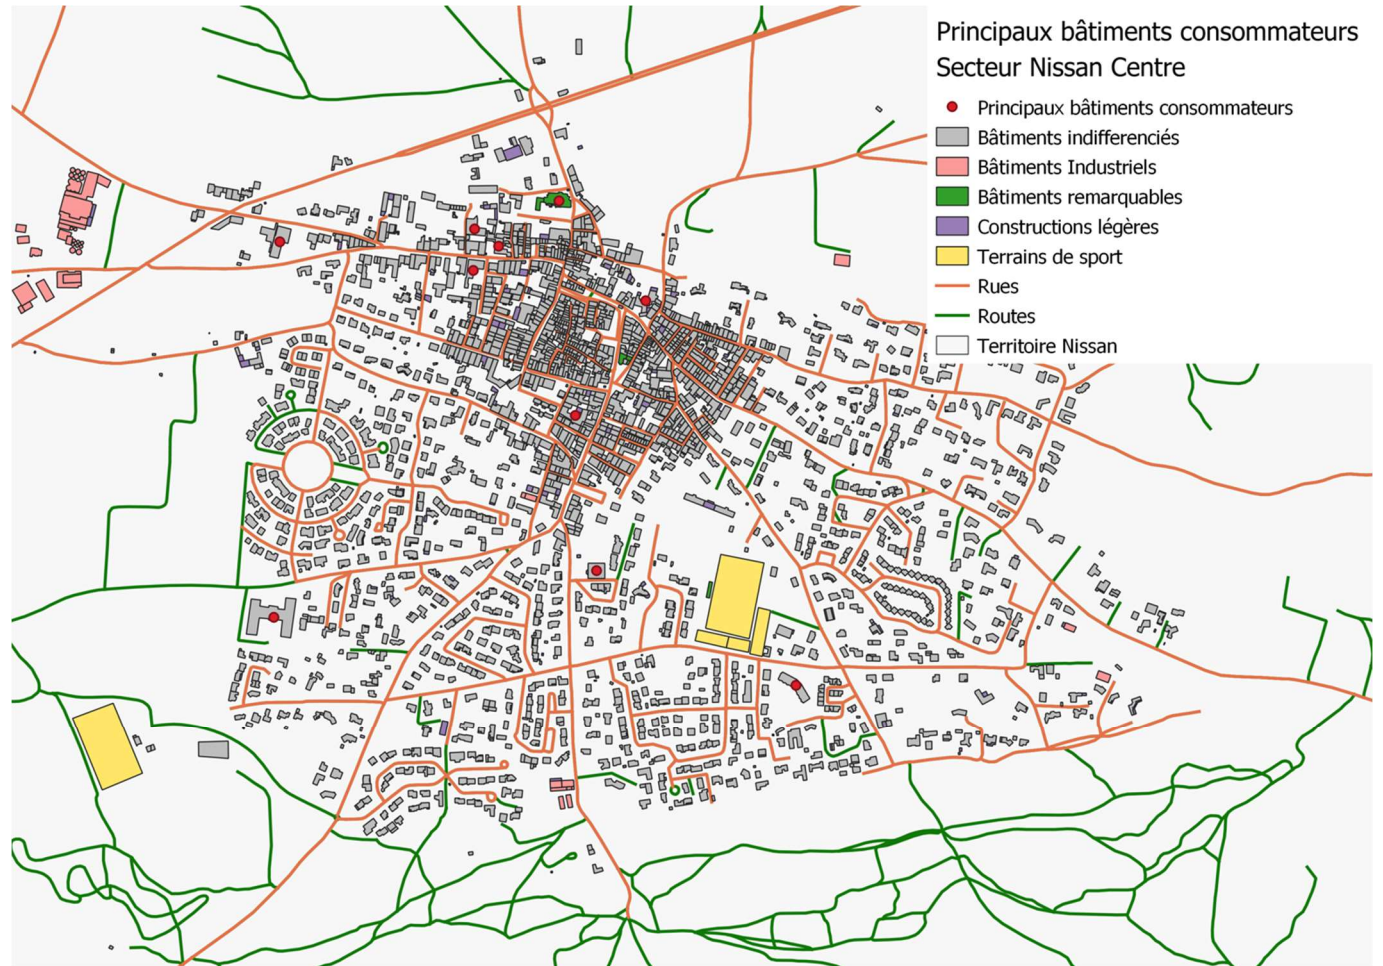 Principaux bâtiments consommateurs
Secteur Nissan Centre
Principaux bâtiments consommateurs
Bâtiments indifferenciés
Bâtiments Industriels
Bâtiments remarquables
Constructions légères
Terrains de sport
Rues
Routes
Territoire Nissan